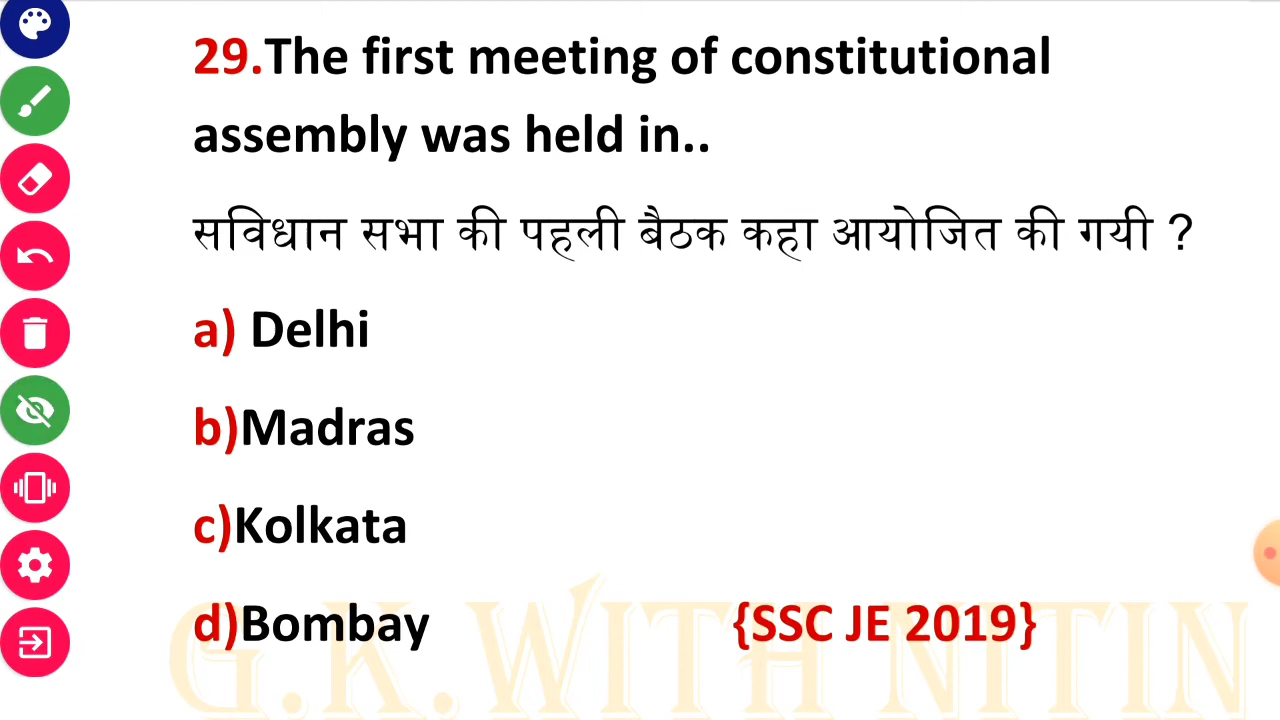 29.The first meeting of constitutional
assembly was held in..
सविधान सभा की पहली बैठक कहा आयोजित की गयी ?
a) Delhi
b)Madras
c)Kolkata
d)Bombay {SSC JE 2019}
G.K.WITH NITIN